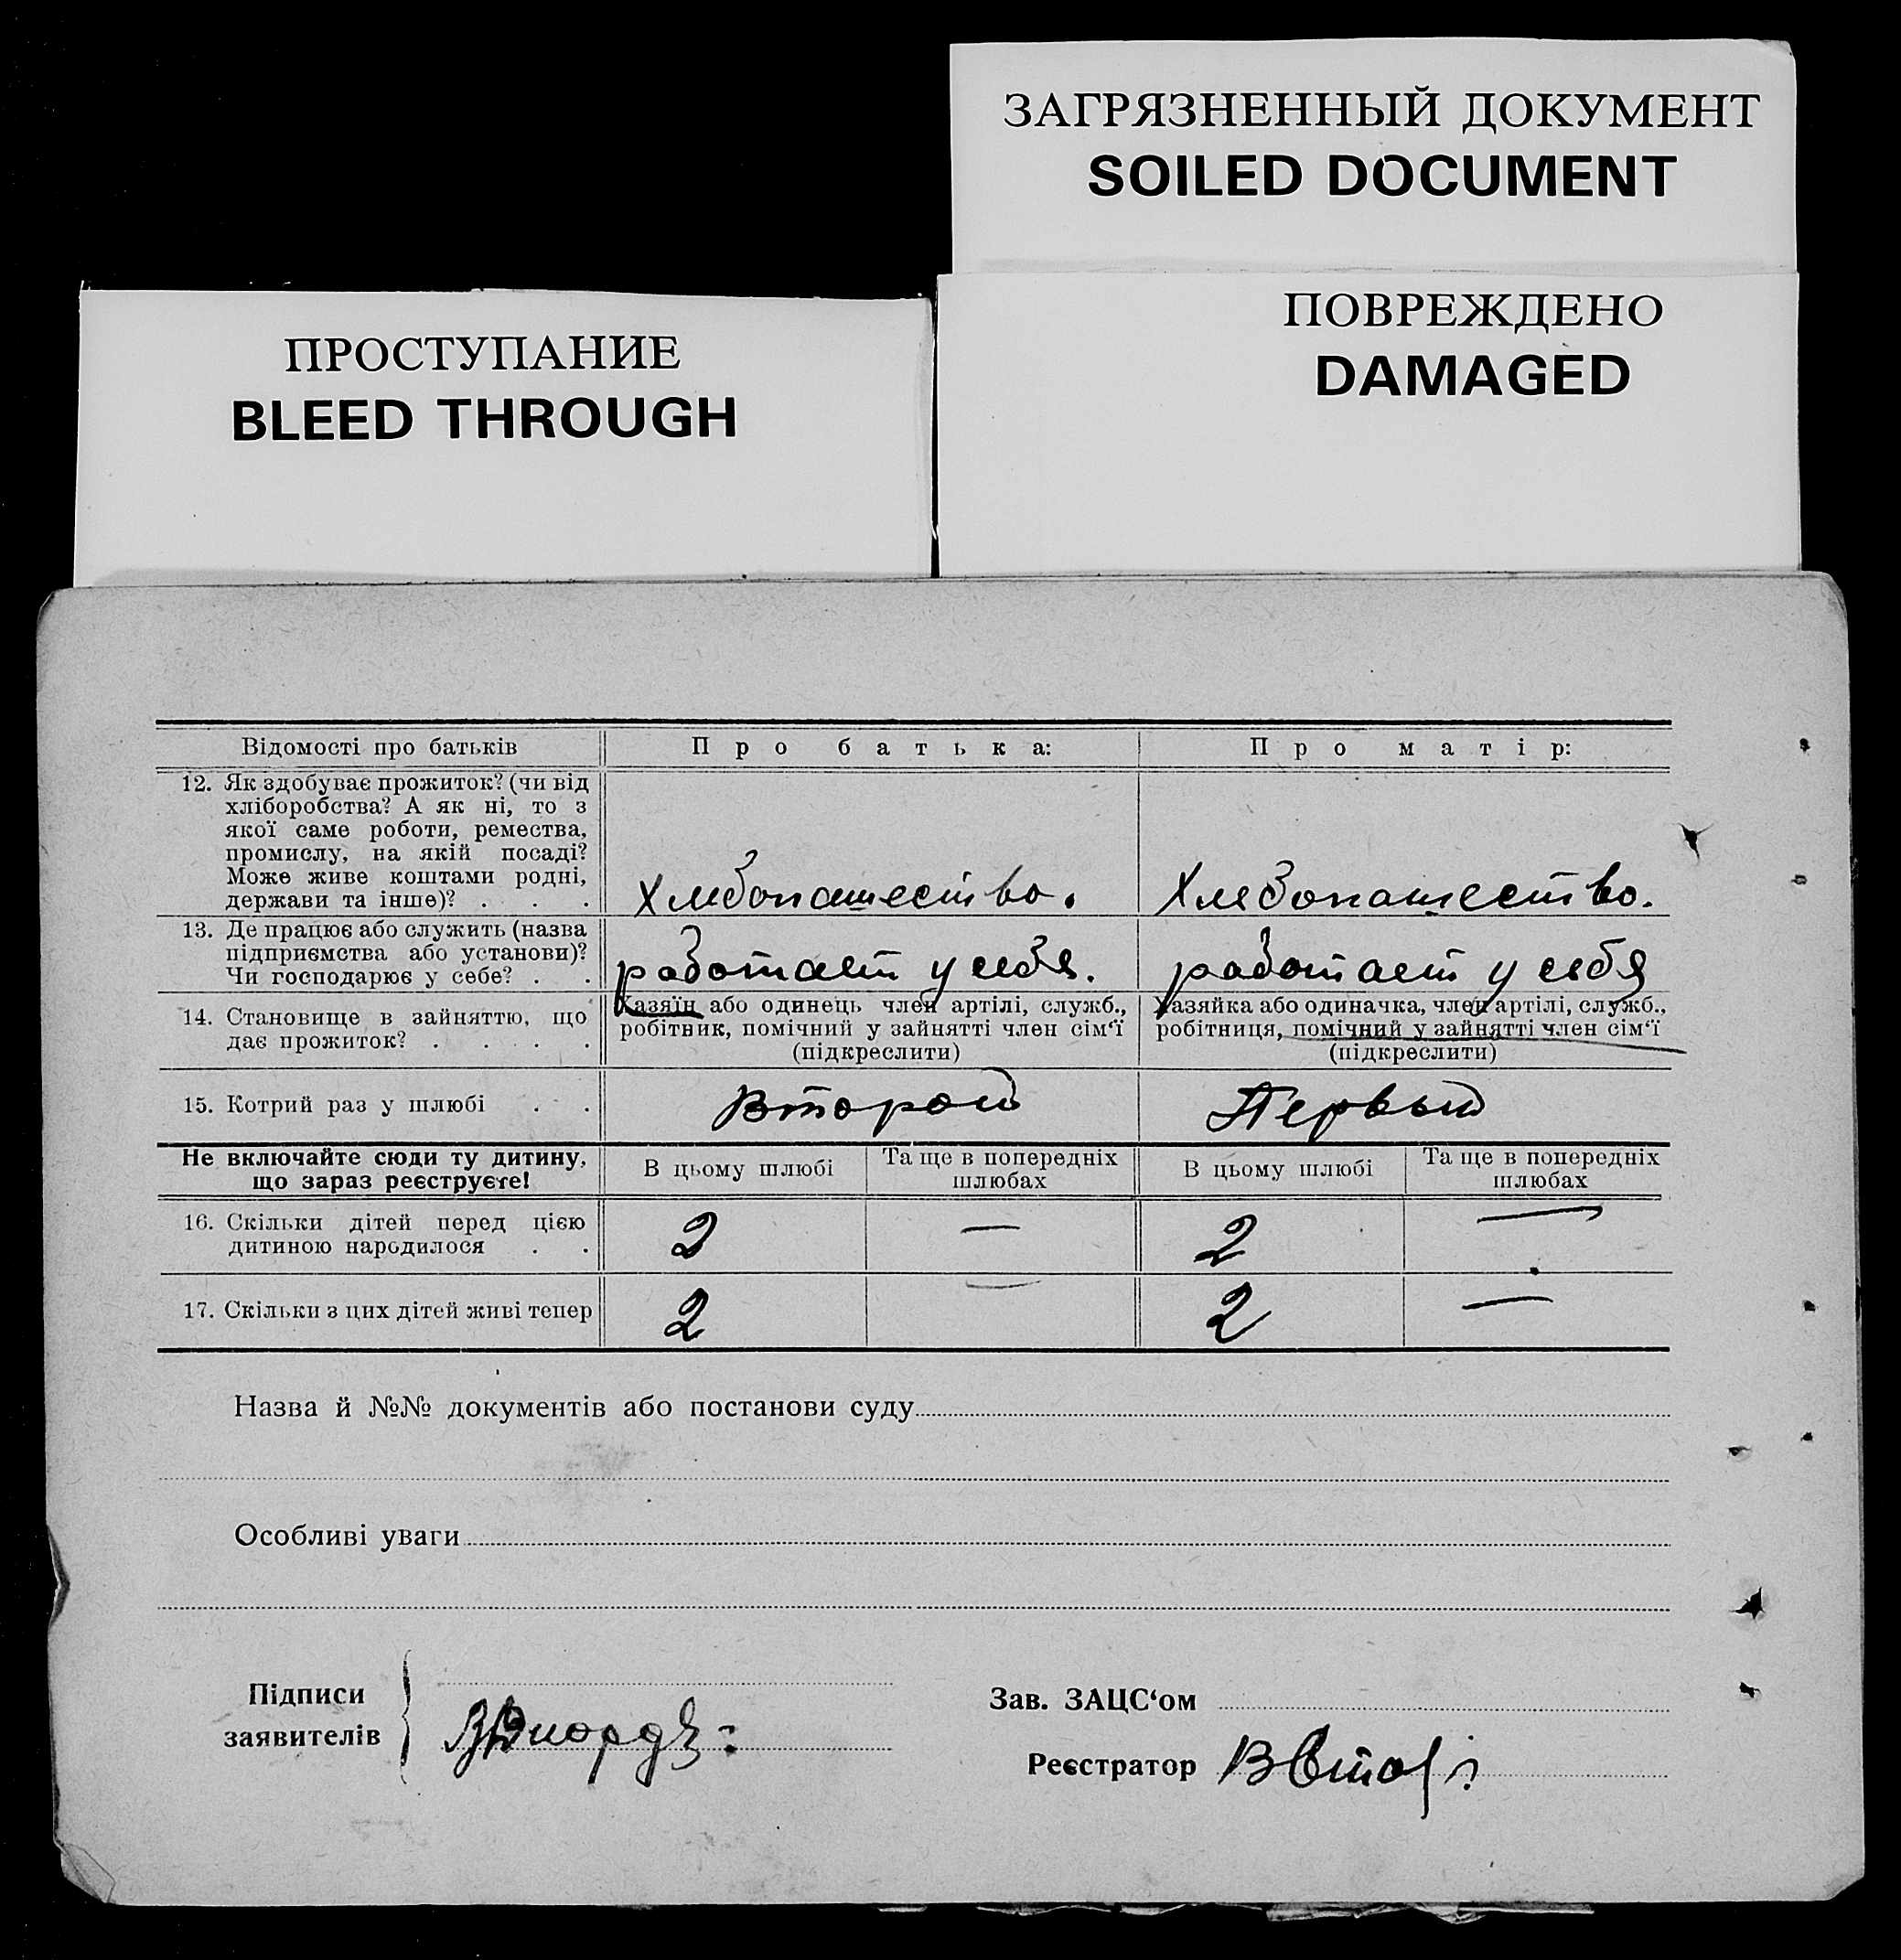 ЗАГРЯЗНЕННЫЙ ДОКУМЕНТ
SOILED DOCUMENT
ПОВРЕЖДЕНО
DAMAGED
ПРОСТУПАНИЕ
BLEED THROUGH
Відомості про батьків Про батька: Про матір:
12. Як здобуває прожиток? (чи від
хліборобства? А як ні, то з
якої саме роботи, ремества,
промислу, на якій посаді?
Може живе коштами родні,
держави та інше)? . . .
Хлебопашество. Хлебопашество.
13. Де працює або служить (назва
підприємства або установи)?
Чи господарює у себе? . .
работает у себя. работает у себя
14. Становище в зайняттю, що
дає прожиток? . . . .
Хазяїн або одинець член артілі, служб.,
робітник, помічний у зайнятті член сім‘ї
(підкреслити)
Хазяйка або одиначка, член артілі, служб.,
робітниця, помічний у зайнятті член сім‘ї
(підкреслити)
15. Котрий раз у шлюбі . . Второй Первый
Не включайте сюди ту дитину,
що зараз реєструєте!
В цьому шлюбі
Та ще в попередніх
шлюбах
В цьому шлюбі
Та ще в попередніх
шлюбах
16. Скільки дітей перед цією
дитиною народилося . .
2 — 2 —
17. Скільки з цих дітей живі тепер 2 — 2 —
Назва й №№ документів або постанови суду
Особливі уваги
Підписи
заявителів
Зав. ЗАЦС‘ом
Реєстратор